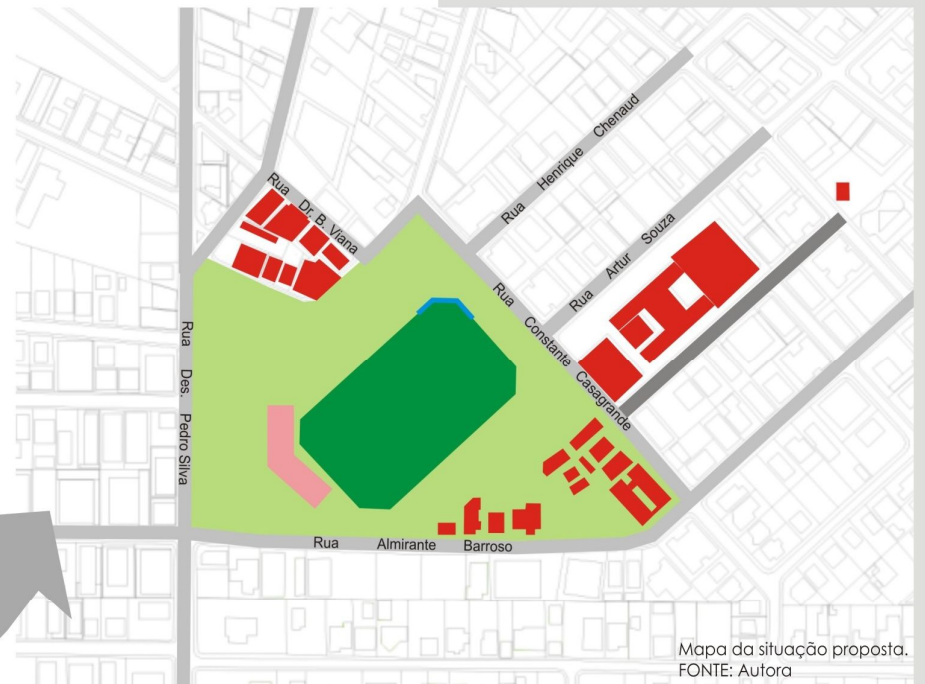 Rua Henrique Chenaud
Rua Dr. B. Viana
Rua Artur Souza
Rua Constante Casagrande
Rua Des. Pedro Silva
Rua Almirante Barroso
Mapa da situação proposta.
FONTE: Autora